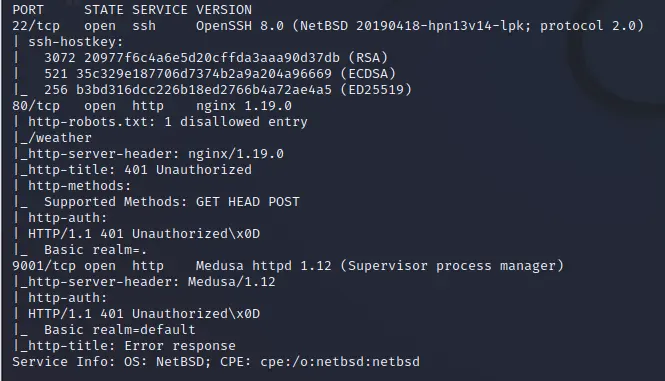 PORT     STATE SERVICE VERSION
22/tcp   open  ssh     OpenSSH 8.0 (NetBSD 20190418-hpn13v14-lpk; protocol 2.0)
| ssh-hostkey:
|   3072 20977f6c4a6e5d20cffda3aaa90d37db (RSA)
|   521 35c329e187706d7374b2a9a204a96669 (ECDSA)
|_  256 b3bd316dcc226b18ed2766b4a72ae4a5 (ED25519)
80/tcp   open  http    nginx 1.19.0
| http-robots.txt: 1 disallowed entry
|_/weather
|_http-server-header: nginx/1.19.0
|_http-title: 401 Unauthorized
| http-methods:
|_  Supported Methods: GET HEAD POST
| http-auth:
| HTTP/1.1 401 Unauthorized\x0D
|_  Basic realm=.
9001/tcp open  http    Medusa httpd 1.12 (Supervisor process manager)
|_http-server-header: Medusa/1.12
| http-auth:
| HTTP/1.1 401 Unauthorized\x0D
|_  Basic realm=default
|_http-title: Error response
Service Info: OS: NetBSD; CPE: cpe:/o:netbsd:netbsd